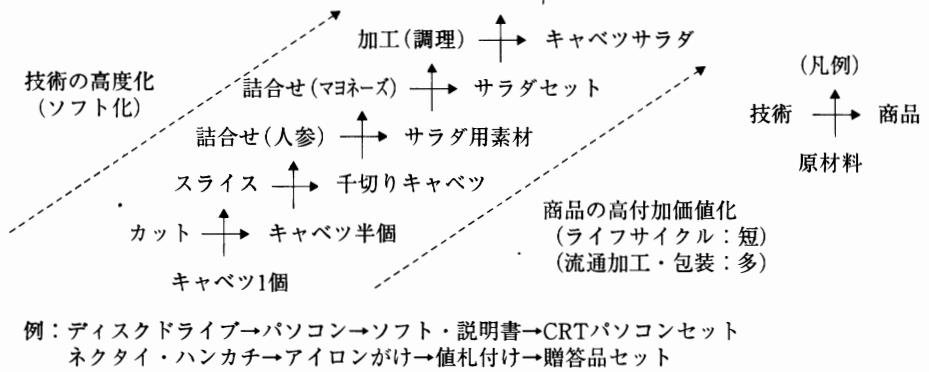 加工(調理) キャベツサラダ
技術の高度化
(ソフト化)
詰合せ(マヨネーズ) サラダセット
詰合せ(人参) サラダ用素材
スライス 千切りキャベツ
カット キャベツ半個
キャベツ1個
(凡例)
技術 商品
原材料
商品の高付加価値化
(ライフサイクル:短)
(流通加工・包装:多)
例:ディスクドライブ→パソコン→ソフト・説明書→CRTパソコンセット
ネクタイ・ハンカチ→アイロンがけ→値札付け→贈答品セット